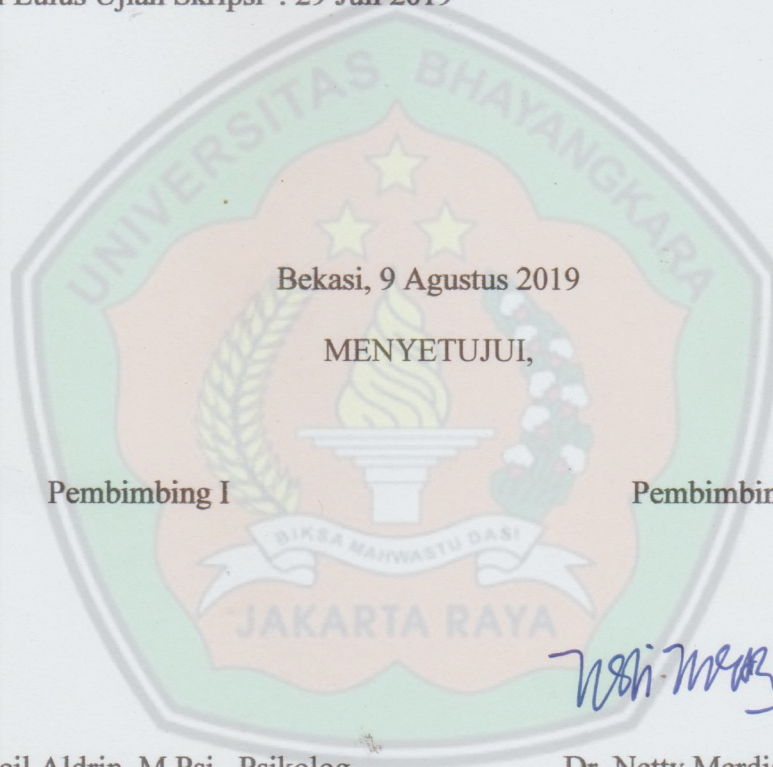 Lulus Ujian Skripsi : 29 Juli 2019
UNIVERSITAS BHAYANGKARA
Bekasi, 9 Agustus 2019
MENYETUJUI,
Pembimbing I Pembimbin
BIKSA MAHWASTU DASI
JAKARTA RAYA
Aldrin, M.Psi., Psikolog Dr. Netty